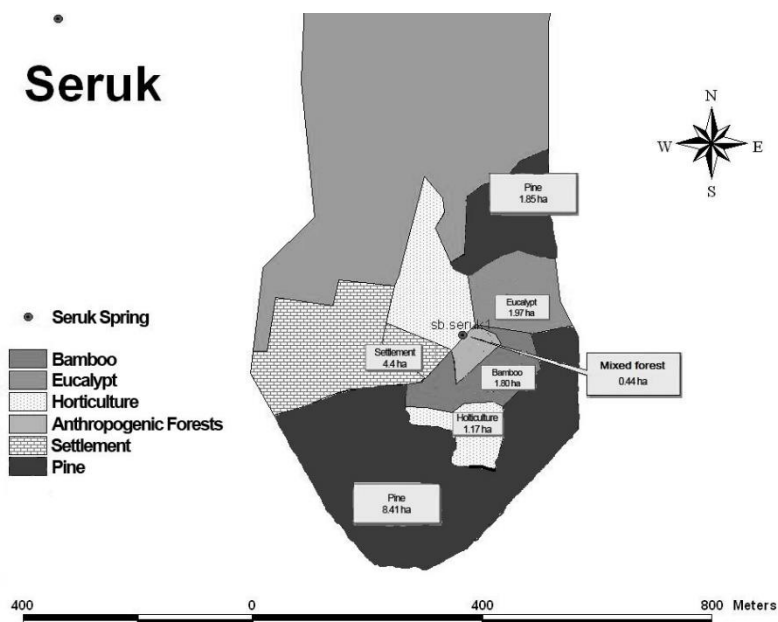 Seruk
N
W E
S
Pine
1.85 ha
Eucalypt
1.97 ha
sb.seruk1
Seruk Spring
Settlement
4.4 ha
Mixed forest
0.44 ha
Bamboo
1.80 ha
Bamboo
Eucalypt
Horticulture
Anthropogenic Forests
Settlement
Pine
Holticulture
1.17 ha
Pine
8.41 ha
400 0 400 800 Meters